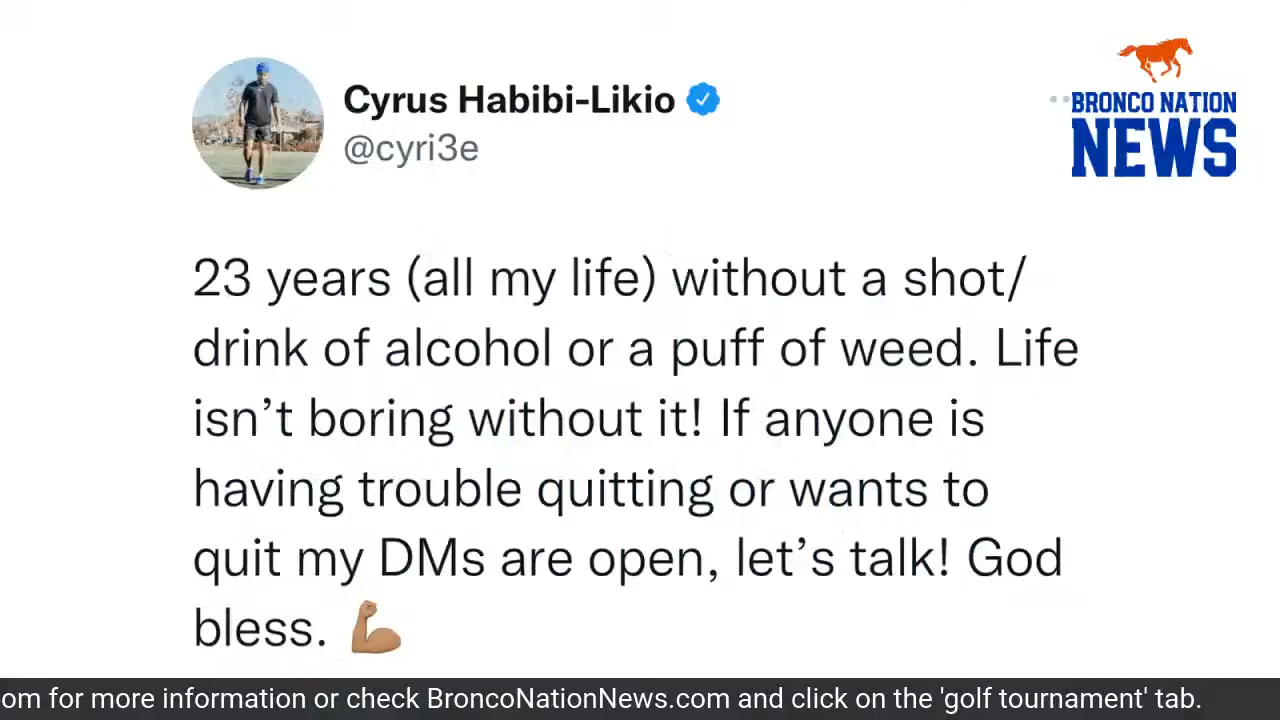 Cyrus Habibi-Likio
@cyri3e
BRONCO NATION
NEWS
23 years (all my life) without a shot/
drink of alcohol or a puff of weed. Life
isn’t boring without it! If anyone is
having trouble quitting or wants to
quit my DMs are open, let’s talk! God
bless. 💪🏽
om for more information or check BroncoNationNews.com and click on the 'golf tournament' tab.